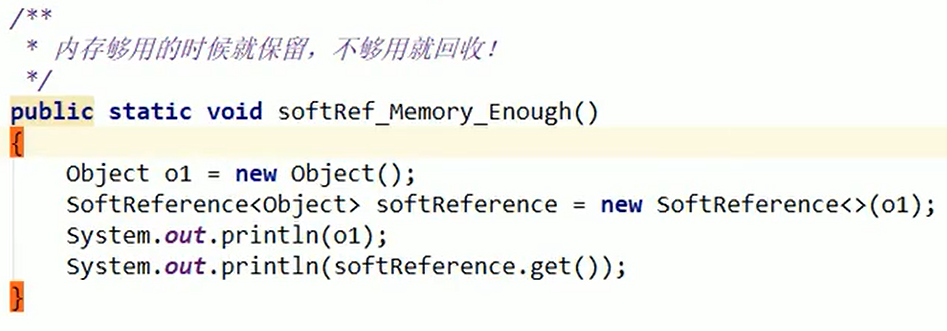 /**
 * 内存够用的时候就保留，不够用就回收！
 */
public static void softRef_Memory_Enough()
{
    Object o1 = new Object();
    SoftReference<Object> softReference = new SoftReference<>(o1);
    System.out.println(o1);
    System.out.println(softReference.get());
}